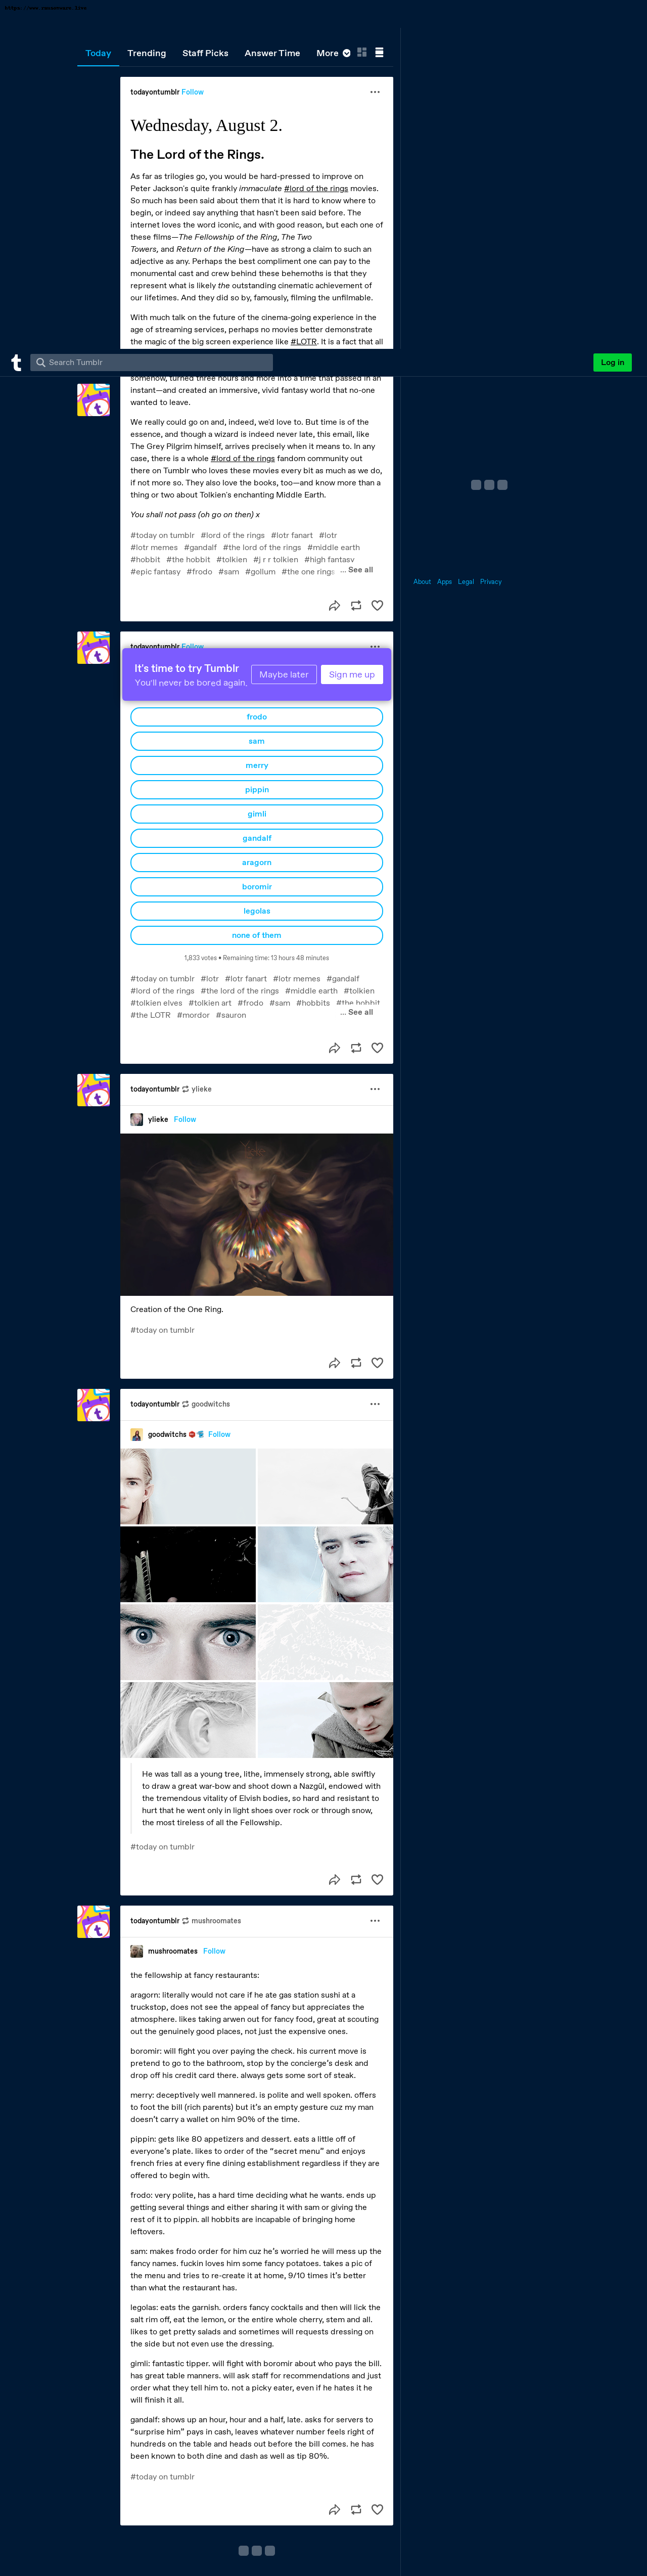 Today Trending Staff Picks Answer Time More
todayontumblr Follow
Wednesday, August 2.
The Lord of the Rings.
As far as trilogies go, you would be hard-pressed to improve on
Peter Jackson's quite frankly immaculate #lord of the rings movies.
So much has been said about them that it is hard to know where to
begin, or indeed say anything that hasn't been said before. The
internet loves the word iconic, and with good reason, but each one of
these films—The Fellowship of the Ring, The Two
Towers, and Return of the King—have as strong a claim to such an
adjective as any. Perhaps the best compliment one can pay to the
monumental cast and crew behind these behemoths is that they
represent what is likely the outstanding cinematic achievement of
our lifetimes. And they did so by, famously, filming the unfilmable.
With much talk on the future of the cinema-going experience in the
age of streaming services, perhaps no movies better demonstrate
the magic of the big screen experience like #LOTR. It is a fact that all
t Search Tumblr Log in
somehow, turned three hours and more into a time that passed in an
instant—and created an immersive, vivid fantasy world that no-one
wanted to leave.
We really could go on and, indeed, we'd love to. But time is of the
essence, and though a wizard is indeed never late, this email, like
The Grey Pilgrim himself, arrives precisely when it means to. In any
case, there is a whole #lord of the rings fandom community out
there on Tumblr who loves these movies every bit as much as we do,
if not more so. They also love the books, too—and know more than a
thing or two about Tolkien's enchanting Middle Earth.
You shall not pass (oh go on then) x
#today on tumblr #lord of the rings #lotr fanart #lotr
#lotr memes #gandalf #the lord of the rings #middle earth
#hobbit #the hobbit #tolkien #j r r tolkien #high fantasy
#epic fantasy #frodo #sam #gollum #the one ring ... See all
About Apps Legal Privacy
todayontumblr Follow
It's time to try Tumblr
You'll never be bored again.
Maybe later
Sign me up
frodo
sam
merry
pippin
gimli
gandalf
aragorn
boromir
legolas
none of them
1,833 votes • Remaining time: 13 hours 48 minutes
#today on tumblr #lotr #lotr fanart #lotr memes #gandalf
#lord of the rings #the lord of the rings #middle earth #tolkien
#tolkien elves #tolkien art #frodo #sam #hobbits #the hobbit
#the LOTR #mordor #sauron ... See all
todayontumblr ylieke
ylieke Follow
Creation of the One Ring.
#today on tumblr
todayontumblr goodwitchs
goodwitchs Follow
He was tall as a young tree, lithe, immensely strong, able swiftly
to draw a great war-bow and shoot down a Nazgûl, endowed with
the tremendous vitality of Elvish bodies, so hard and resistant to
hurt that he went only in light shoes over rock or through snow,
the most tireless of all the Fellowship.
#today on tumblr
todayontumblr mushroomates
mushroomates Follow
the fellowship at fancy restaurants:
aragorn: literally would not care if he ate gas station sushi at a
truckstop, does not see the appeal of fancy but appreciates the
atmosphere. likes taking arwen out for fancy food, great at scouting
out the genuinely good places, not just the expensive ones.
boromir: will fight you over paying the check. his current move is
pretend to go to the bathroom, stop by the concierge’s desk and
drop off his credit card there. always gets some sort of steak.
merry: deceptively well mannered. is polite and well spoken. offers
to foot the bill (rich parents) but it’s an empty gesture cuz my man
doesn’t carry a wallet on him 90% of the time.
pippin: gets like 80 appetizers and dessert. eats a little off of
everyone’s plate. likes to order of the “secret menu” and enjoys
french fries at every fine dining establishment regardless if they are
offered to begin with.
frodo: very polite, has a hard time deciding what he wants. ends up
getting several things and either sharing it with sam or giving the
rest of it to pippin. all hobbits are incapable of bringing home
leftovers.
sam: makes frodo order for him cuz he’s worried he will mess up the
fancy names. fuckin loves him some fancy potatoes. takes a pic of
the menu and tries to re-create it at home, 9/10 times it’s better
than what the restaurant has.
legolas: eats the garnish. orders fancy cocktails and then will lick the
salt rim off, eat the lemon, or the entire whole cherry, stem and all.
likes to get pretty salads and sometimes will requests dressing on
the side but not even use the dressing.
gimli: fantastic tipper. will fight with boromir about who pays the bill.
has great table manners. will ask staff for recommendations and just
order what they tell him to. not a picky eater, even if he hates it he
will finish it all.
gandalf: shows up an hour, hour and a half, late. asks for servers to
“surprise him” pays in cash, leaves whatever number feels right of
hundreds on the table and heads out before the bill comes. he has
been known to both dine and dash as well as tip 80%.
#today on tumblr